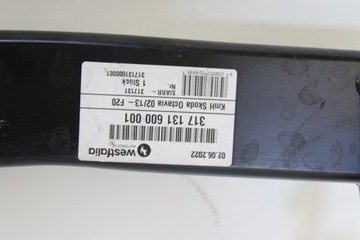 westfalia
02.06.2022
317 131 600 001
KmH Skoda Octavia 02/13 – F20
SIARR – 317131
1 Stück Nr.
317131600001